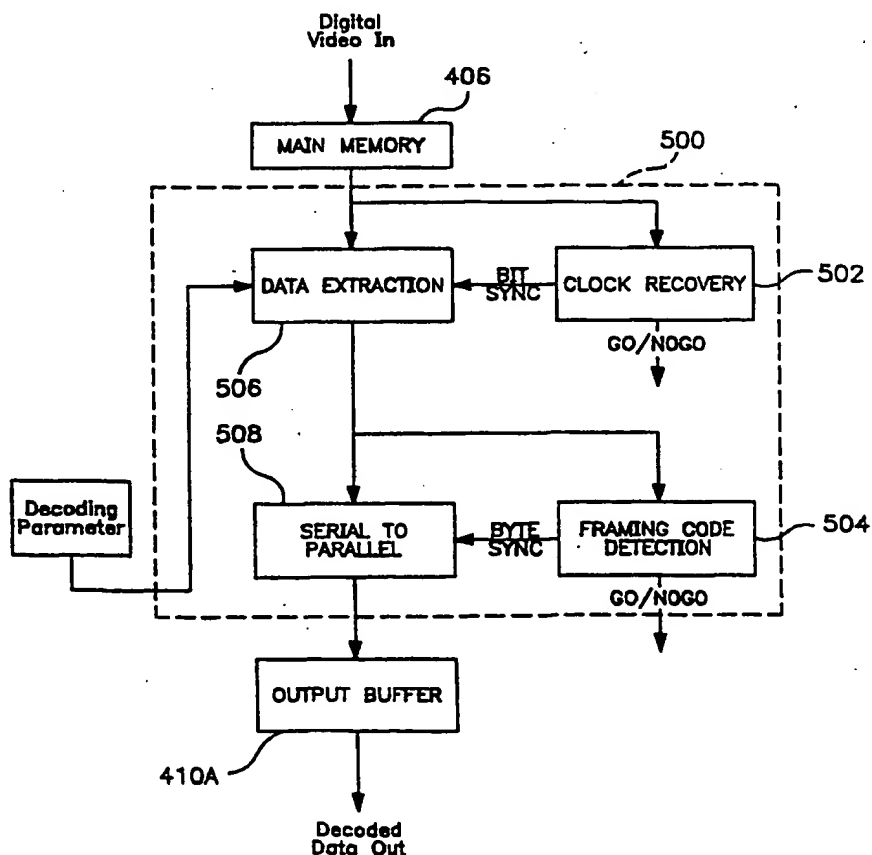 Digital
Video In
406
MAIN MEMORY
500
DATA EXTRACTION
BIT
SYNC
CLOCK RECOVERY
502
GO/NOGO
506
508
Decoding
Parameter
SERIAL TO
PARALLEL
BYTE
SYNC
FRAMING CODE
DETECTION
504
GO/NOGO
OUTPUT BUFFER
410A
Decoded
Data Out